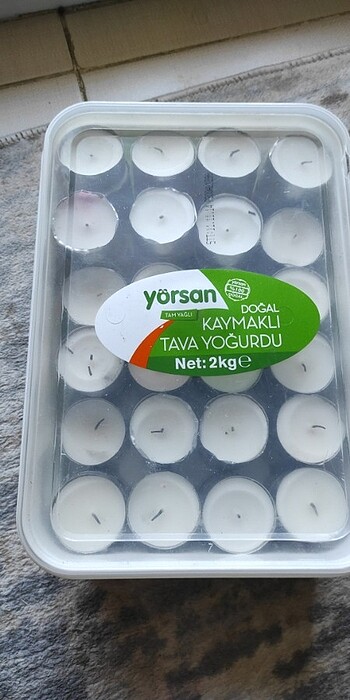 yörsan
TAM YAĞLI
DOĞAL
KAYMAKLI
TAVA YOĞURDU
Net: 2kg e